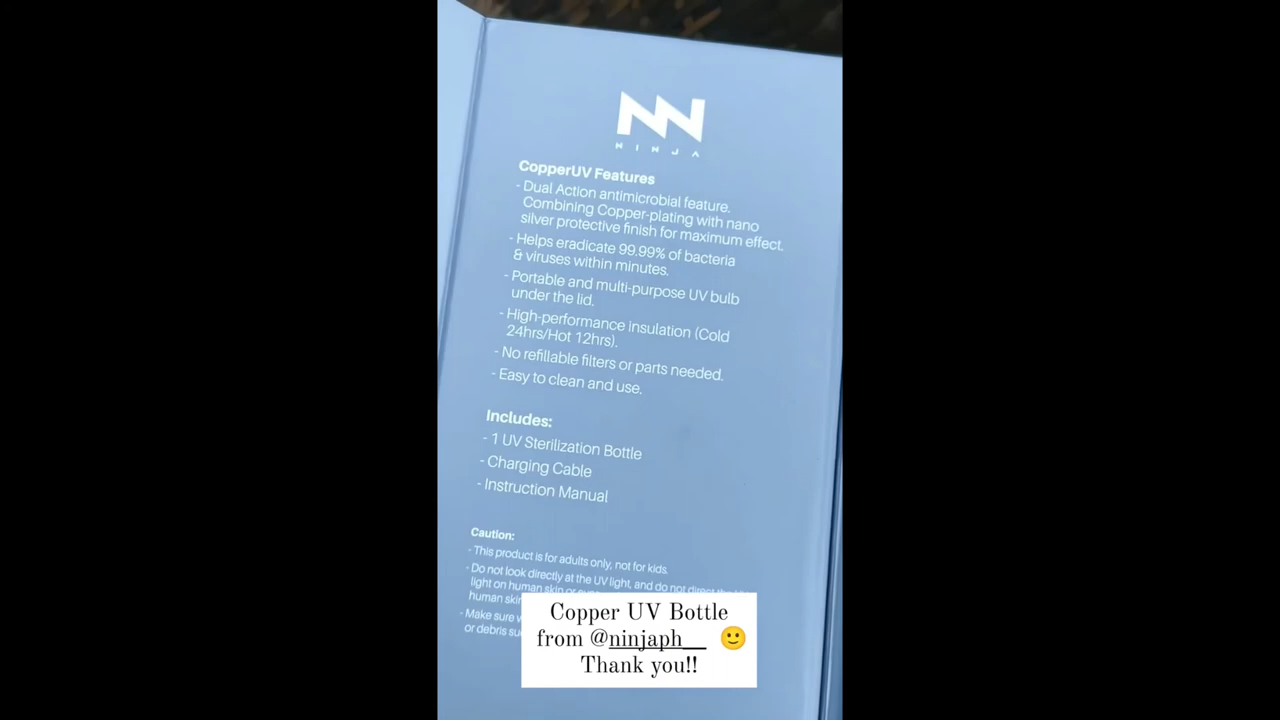 NINJA
CopperUV Features
- Dual Action antimicrobial feature.
Combining Copper-plating with nano
silver protective finish for maximum effect.
- Helps eradicate 99.99% of bacteria
& viruses within minutes.
- Portable and multi-purpose UV bulb
under the lid.
- High-performance insulation (Cold
24hrs/Hot 12hrs).
- No refillable filters or parts needed.
- Easy to clean and use.
Includes:
- 1 UV Sterilization Bottle
- Charging Cable
- Instruction Manual
Caution:
- This product is for adults only, not for kids.
- Do not look directly at the UV light, and do not direct
light on human skin or
human skin
- Make sure
or debris
Copper UV Bottle
from @ninjaph__ 🙂
Thank you!!